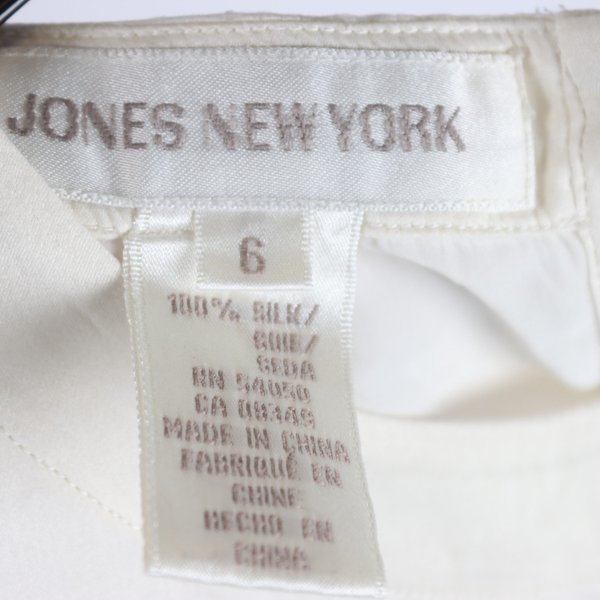 JONES NEW YORK
6
100% SILK/
SOIE/
SEDA
RN 54050
CA 00349
MADE IN CHINA
FABRIQUÉ EN
CHINE
HECHO EN
CHINA